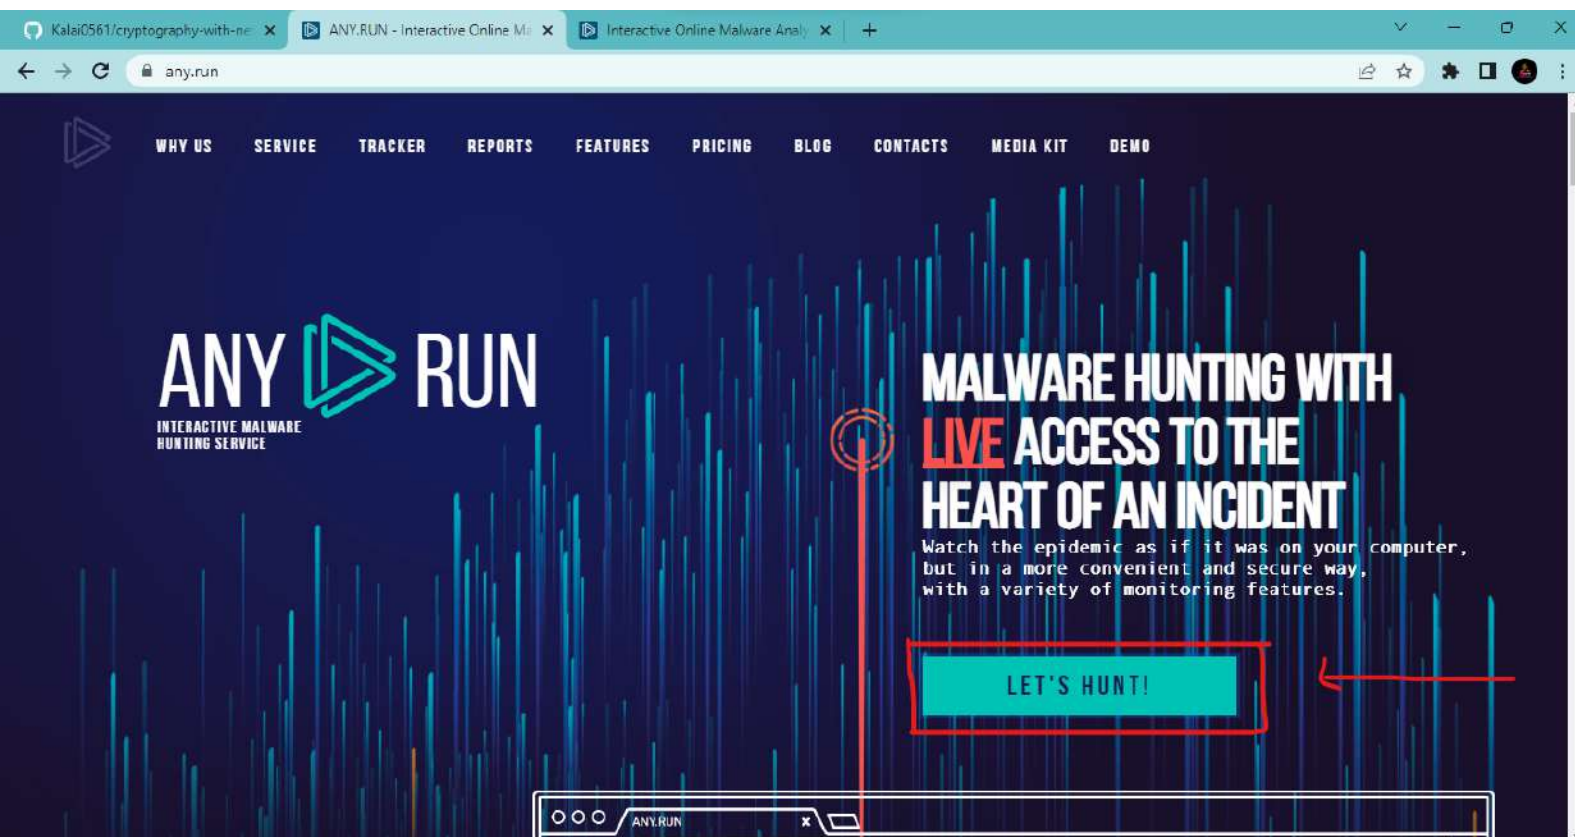 Kalai0561/cryptography-with-ne
ANY.RUN - Interactive Online Ma
Interactive Online Malware Analy
any.run
WHY US SERVICE TRACKER REPORTS FEATURES PRICING BLOG CONTACTS MEDIA KIT DEMO
ANY RUN
INTERACTIVE MALWARE
HUNTING SERVICE
MALWARE HUNTING WITH
LIVE ACCESS TO THE
HEART OF AN INCIDENT
Watch the epidemic as if it was on your computer,
but in a more convenient and secure way,
with a variety of monitoring features.
LET'S HUNT!
ANY.RUN x